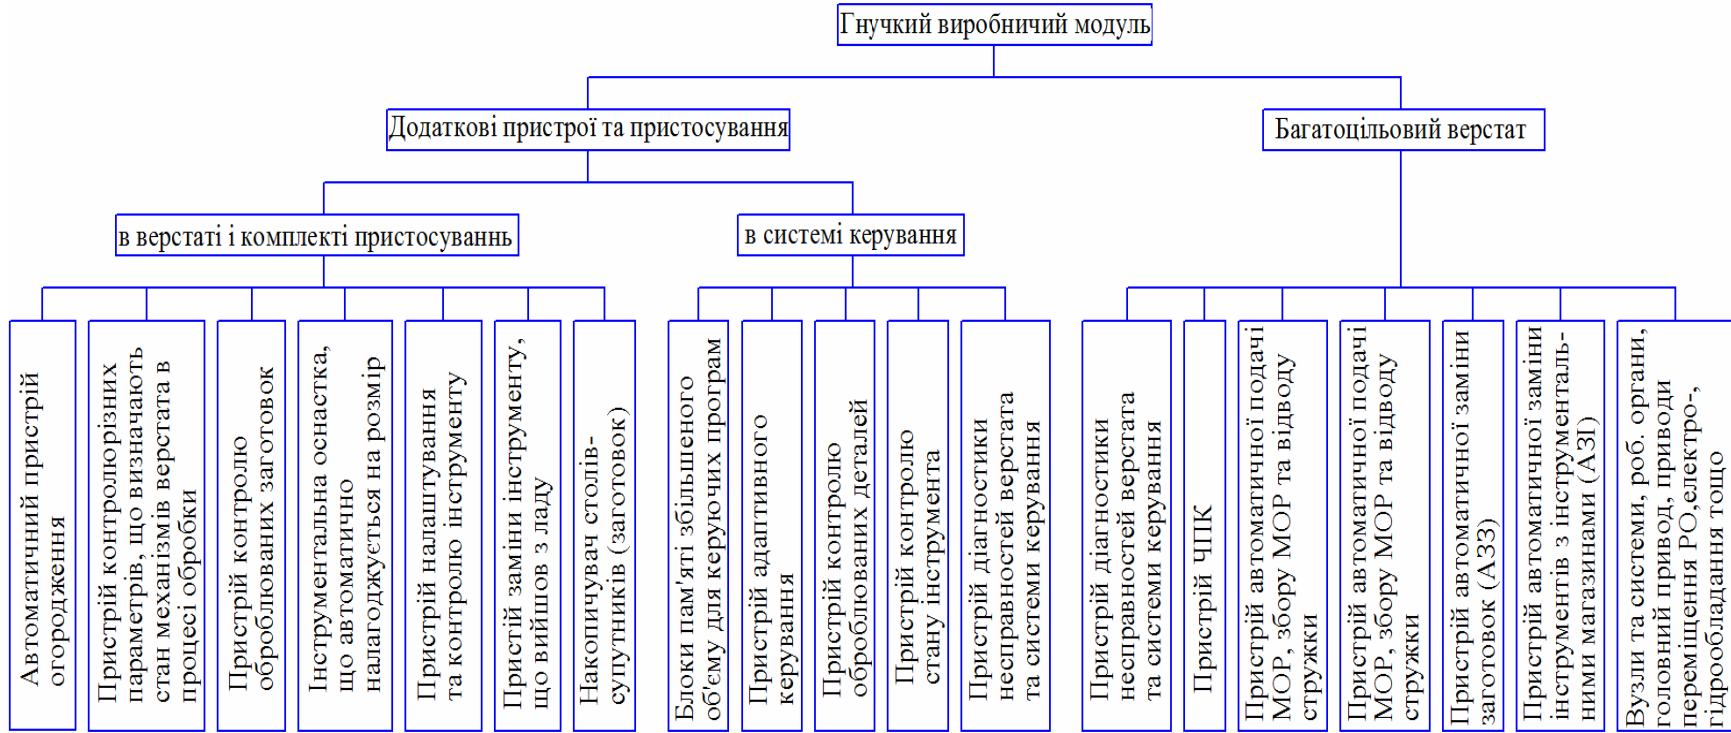 Гнучкий виробничий модуль
Додаткові пристрої та пристосування
Багатоцільовий верстат
в верстаті і комплекті пристосуваннь
в системі керування
Автоматичний пристрій
огородження
Пристрій контролюрізних
параметрів, що визначають
стан механізмів верстата в
процесі обробки
Пристрій контролю
оброблюваних заготовок
Інструментальна оснастка,
що автоматично
налагоджується на розмір
Пристрій налаштування
та контролю інструменту
Пристій заміни інструменту,
що вийшов з ладу
Накопичувач столів-
супутників (заготовок)
Блоки пам'яті збільшеного
об'єму для керуючих програм
Пристрій адаптивного
керування
Пристрій контролю
оброблюваних деталей
Пристрій контролю
стану інструмента
Пристрій діагностики
несправностей верстата
та системи керування
Пристрій діагностики
несправностей верстата
та системи керування
Пристрій ЧПК
Пристрій автоматичної подачі
МОР, збору МОР та відводу
стружки
Пристрій автоматичної подачі
МОР, збору МОР та відводу
стружки
Пристрій автоматичної заміни
заготовок (АЗЗ)
Пристрій автоматичної заміни
інструментів з інструменталь-
ними магазинами (АЗІ)
Вузли та системи, роб. органи,
головний привод, приводи
переміщення РО,електро-,
гідрообладання тощо